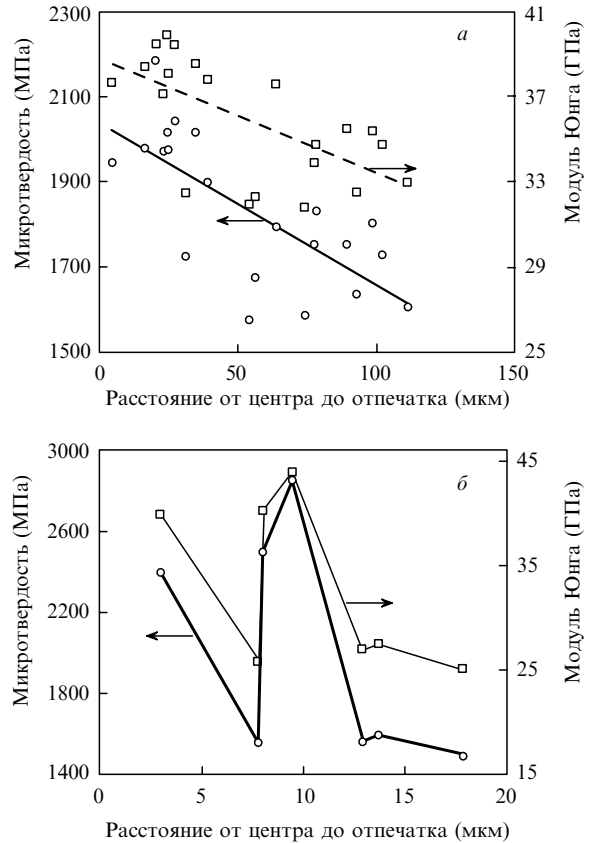 2300
2100
1900
1700
1500
Микротвердость (МПа)
а
41
37
33
29
25
Модуль Юнга (ГПа)
0 50 100 150
Расстояние от центра до отпечатка (мкм)
3000
2600
2200
1800
1400
Микротвердость (МПа)
б
45
35
25
15
Модуль Юнга (ГПа)
0 5 10 15 20
Расстояние от центра до отпечатка (мкм)